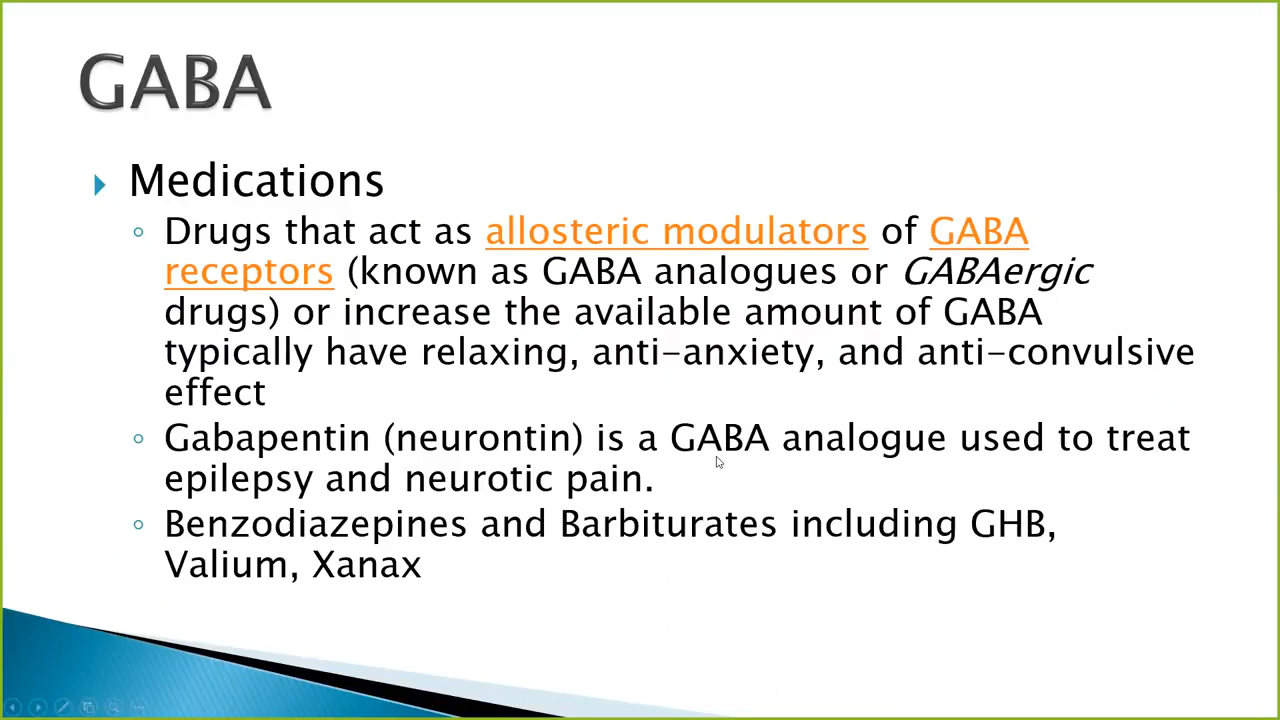 GABA
Medications
Drugs that act as allosteric modulators of GABA
receptors (known as GABA analogues or GABAergic
drugs) or increase the available amount of GABA
typically have relaxing, anti-anxiety, and anti-convulsive
effect
Gabapentin (neurontin) is a GABA analogue used to treat
epilepsy and neurotic pain.
Benzodiazepines and Barbiturates including GHB,
Valium, Xanax